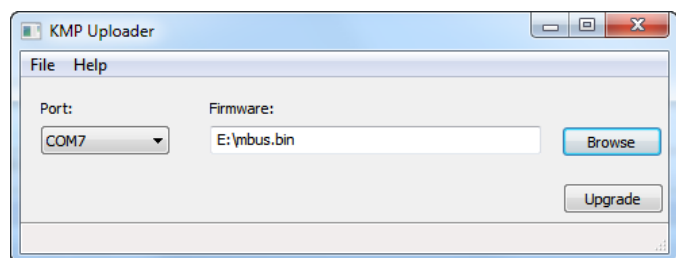 KMP Uploader
File Help
Port: Firmware:
COM7 E:\mbus.bin Browse
Upgrade